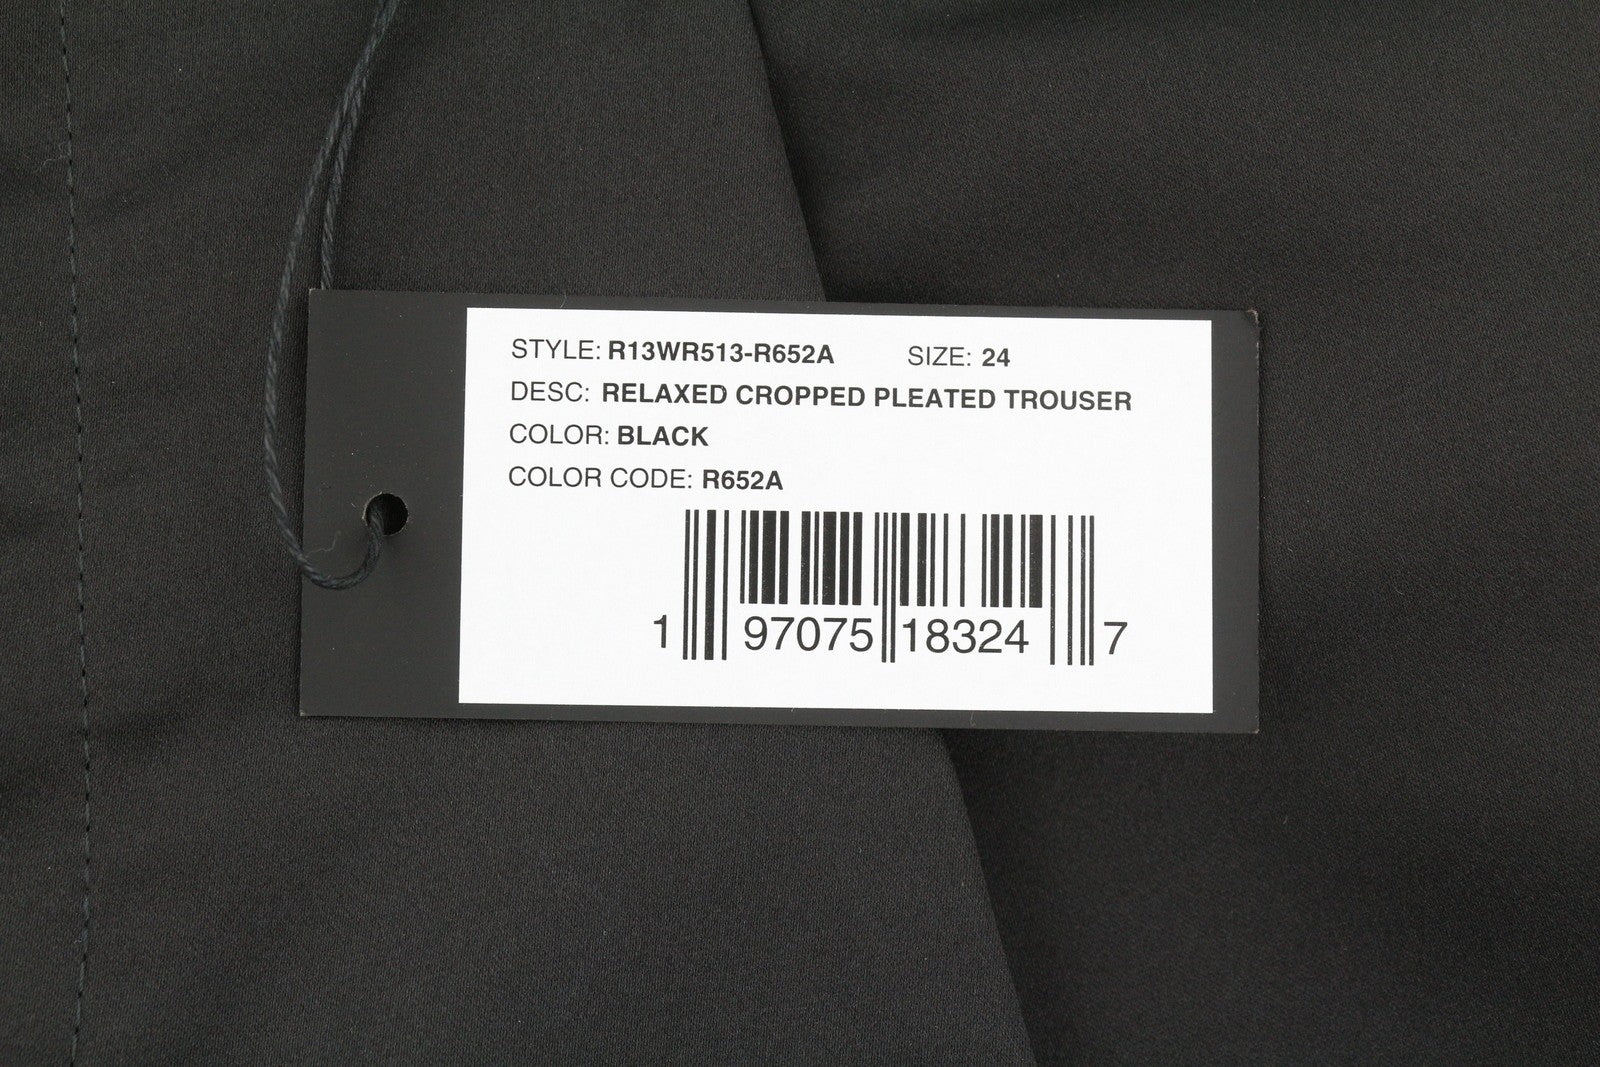 STYLE: R13WR513-R652A SIZE: 24
DESC: RELAXED CROPPED PLEATED TROUSER
COLOR: BLACK
COLOR CODE: R652A
1 97075 18324 7